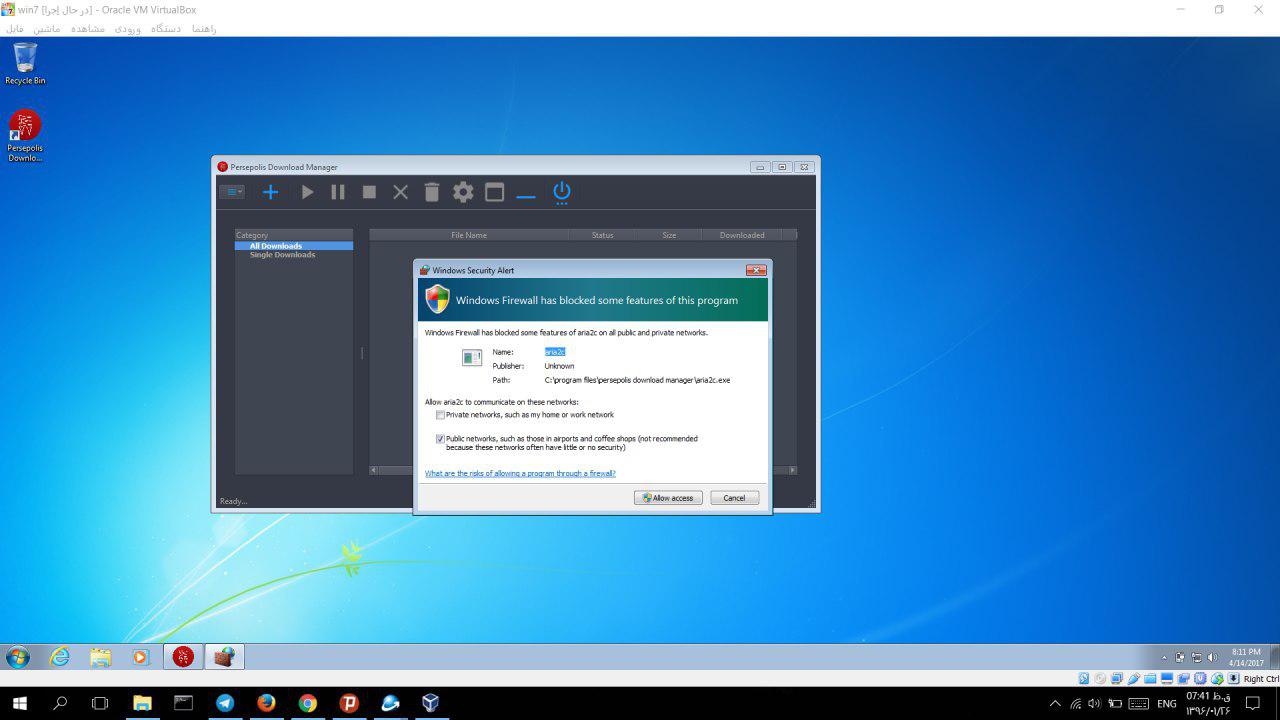 win7 [در حال اجرا] - Oracle VM VirtualBox
فایل ماشین مشاهده ورودی دستگاه راهنما
Recycle Bin
Persepolis
Downlo...
Persepolis Download Manager
Category
All Downloads
Single Downloads
File Name Status Size Downloaded
Windows Security Alert
Windows Firewall has blocked some features of this program
Windows Firewall has blocked some features of aria2c on all public and private networks.
Name: aria2c
Publisher: Unknown
Path: C:\program files\persepolis download manager\aria2c.exe
Allow aria2c to communicate on these networks:
Private networks, such as my home or work network
Public networks, such as those in airports and coffee shops (not recommended
because these networks often have little or no security)
What are the risks of allowing a program through a firewall?
Allow access Cancel
Ready...
8:11 PM
4/14/2017
Right Ctrl
ENG
07:41 ق.ظ
۱۳۹۶/۰۱/۲۶